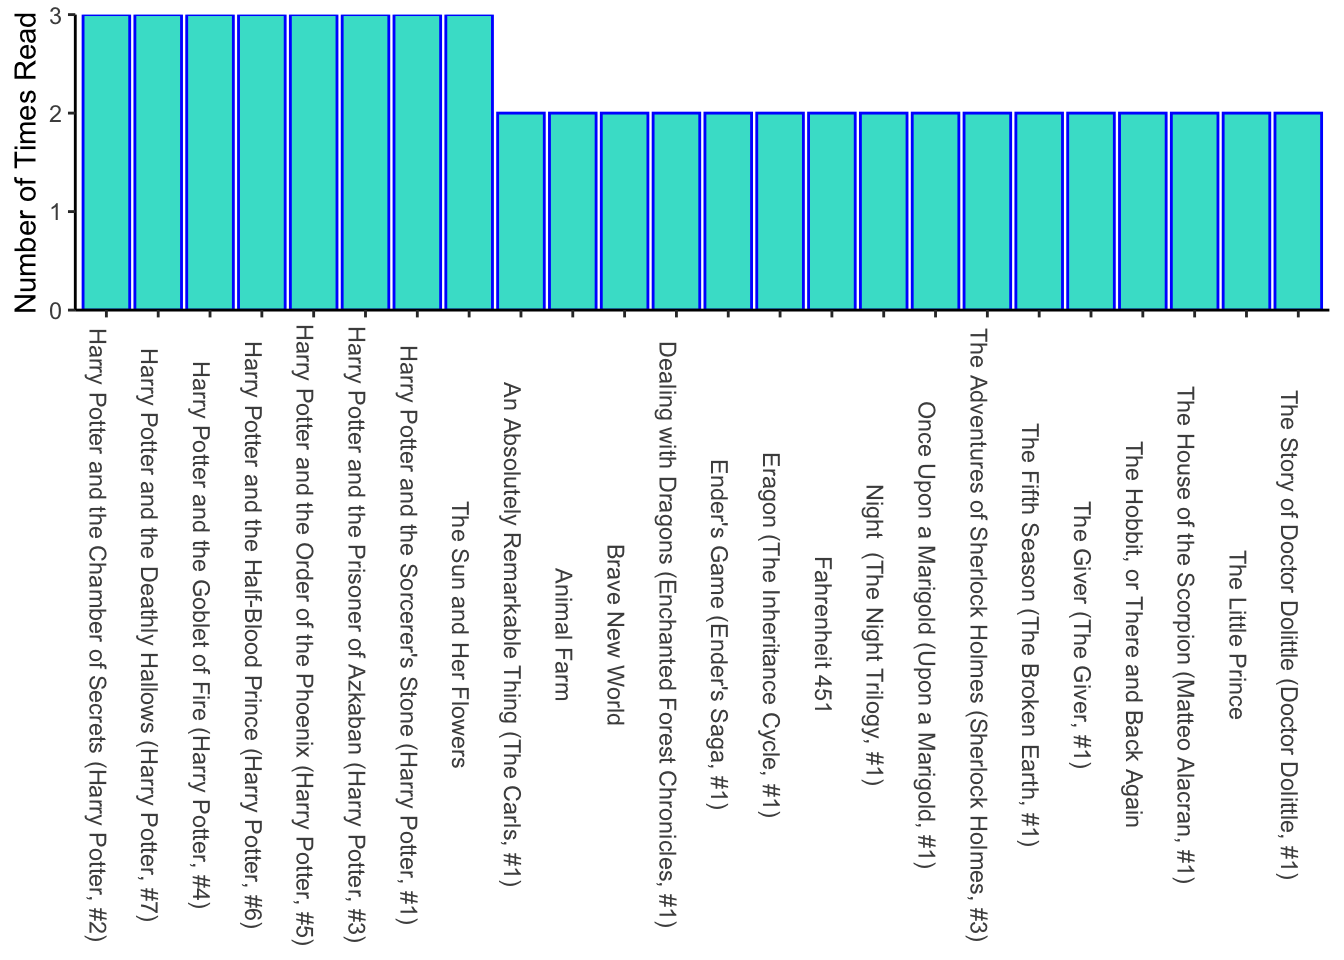 Number of Times Read
3
2
1
0
Harry Potter and the Chamber of Secrets (Harry Potter, #2)
Harry Potter and the Deathly Hallows (Harry Potter, #7)
Harry Potter and the Goblet of Fire (Harry Potter, #4)
Harry Potter and the Half-Blood Prince (Harry Potter, #6)
Harry Potter and the Order of the Phoenix (Harry Potter, #5)
Harry Potter and the Prisoner of Azkaban (Harry Potter, #3)
Harry Potter and the Sorcerer's Stone (Harry Potter, #1)
The Sun and Her Flowers
An Absolutely Remarkable Thing (The Carls, #1)
Animal Farm
Brave New World
Dealing with Dragons (Enchanted Forest Chronicles, #1)
Ender's Game (Ender's Saga, #1)
Eragon (The Inheritance Cycle, #1)
Fahrenheit 451
Night  (The Night Trilogy, #1)
Once Upon a Marigold (Upon a Marigold, #1)
The Adventures of Sherlock Holmes (Sherlock Holmes, #3)
The Fifth Season (The Broken Earth, #1)
The Giver (The Giver, #1)
The Hobbit, or There and Back Again
The House of the Scorpion (Matteo Alacran, #1)
The Little Prince
The Story of Doctor Dolittle (Doctor Dolittle, #1)